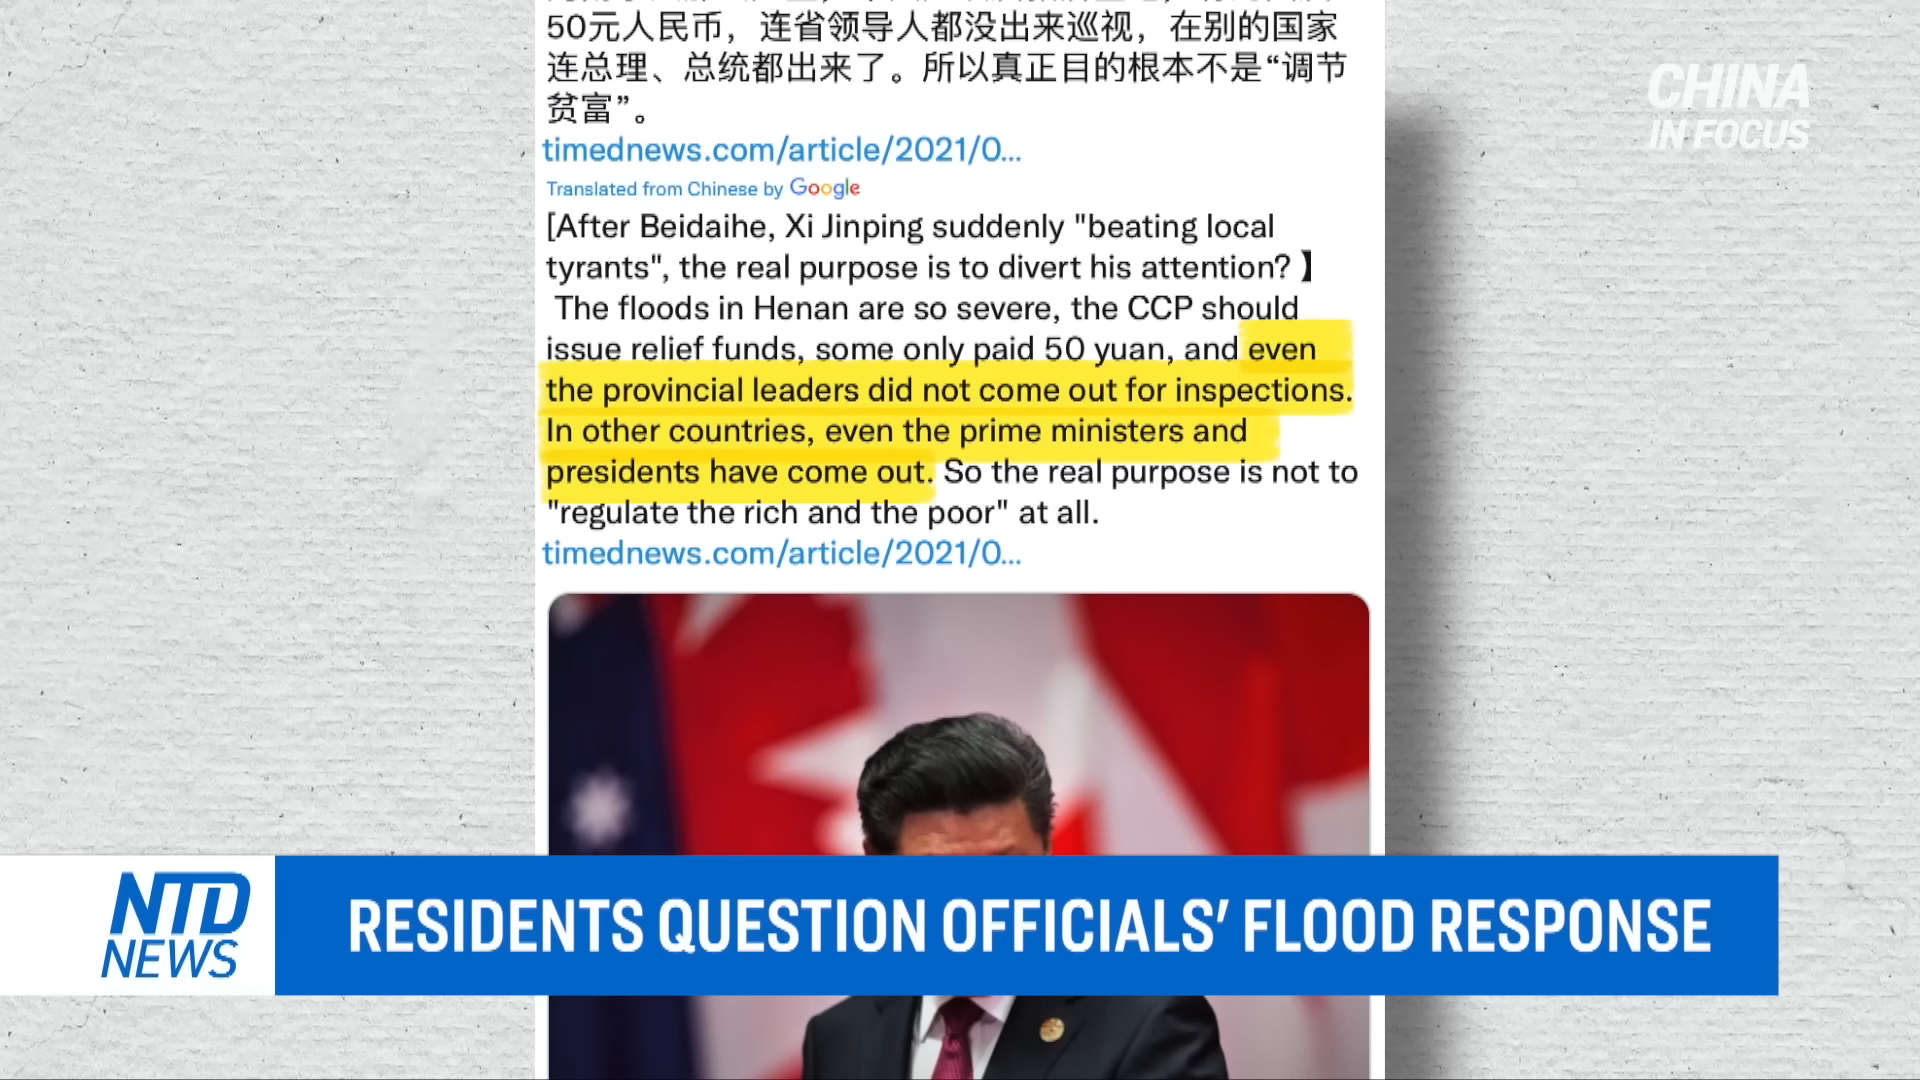 50元人民币，连省领导人都没出来巡视，在别的国家
连总理、总统都出来了。所以真正目的根本不是“调节
贫富”。
timednews.com/article/2021/0...
Translated from Chinese by Google
[After Beidaihe, Xi Jinping suddenly "beating local
tyrants", the real purpose is to divert his attention? 】
The floods in Henan are so severe, the CCP should
issue relief funds, some only paid 50 yuan, and even
the provincial leaders did not come out for inspections.
In other countries, even the prime ministers and
presidents have come out. So the real purpose is not to
"regulate the rich and the poor" at all.
timednews.com/article/2021/0...
CHINA
IN FOCUS
NTD
NEWS
RESIDENTS QUESTION OFFICIALS' FLOOD RESPONSE